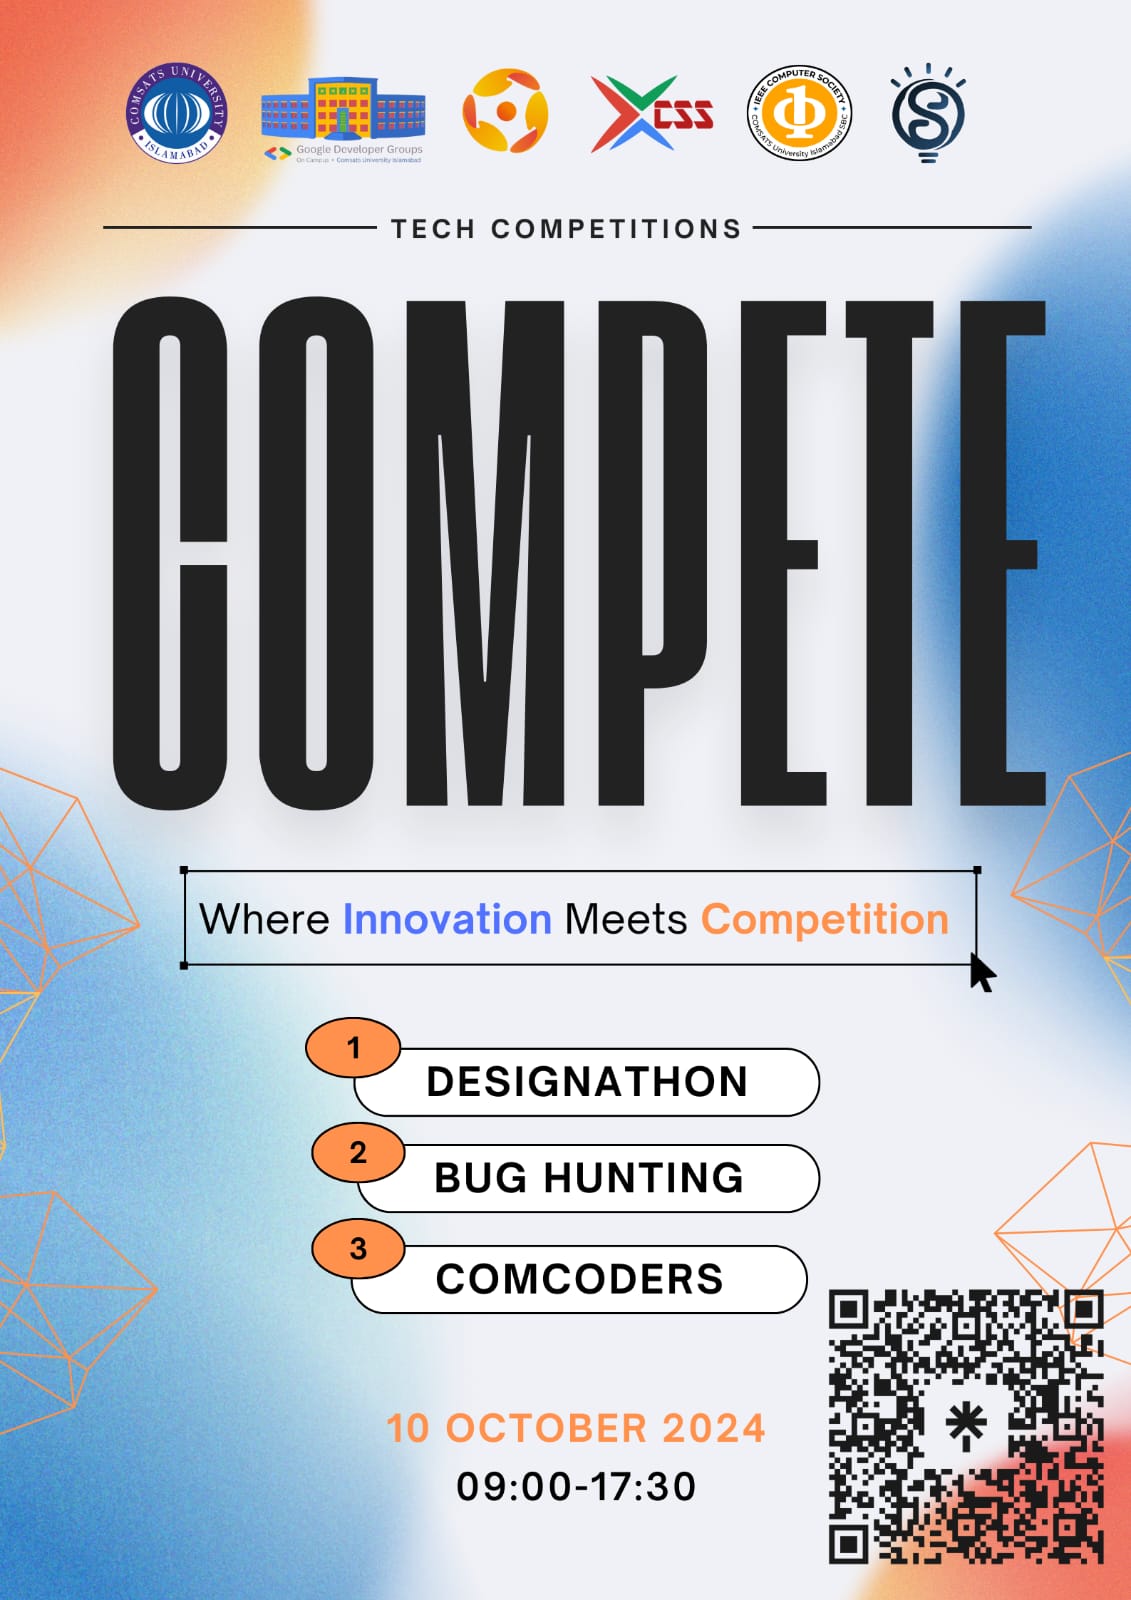 COMSATS UNIVERSITY
ISLAMABAD
Google Developer Groups
On Campus • Comsats University Islamabad
CSS
IEEE COMPUTER SOCIETY
COMSATS University Islamabad SBC
TECH COMPETITIONS
COMPETE
Where Innovation Meets Competition
1
DESIGNATHON
2
BUG HUNTING
3
COMCODERS
10 OCTOBER 2024
09:00-17:30